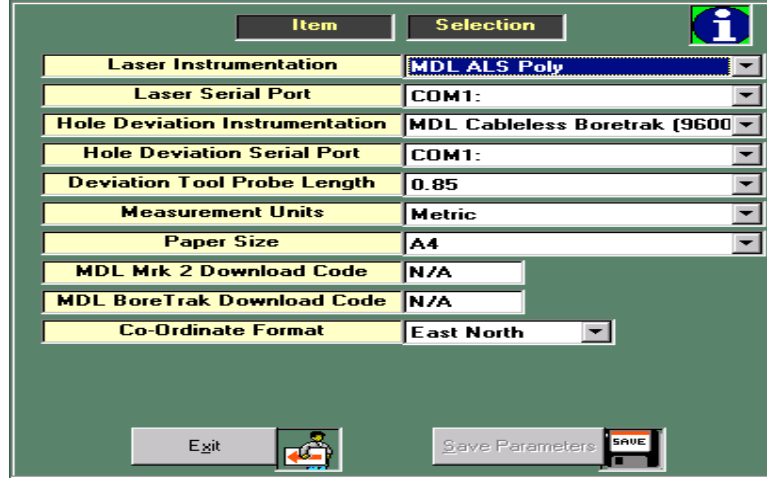 Item Selection
Laser Instrumentation MDL ALS Poly
Laser Serial Port COM1:
Hole Deviation Instrumentation MDL Cableless Boretrak (9600
Hole Deviation Serial Port COM1:
Deviation Tool Probe Length 0.85
Measurement Units Metric
Paper Size A4
MDL Mrk 2 Download Code N/A
MDL BoreTrak Download Code N/A
Co-Ordinate Format East North
Exit Save Parameters SAVE